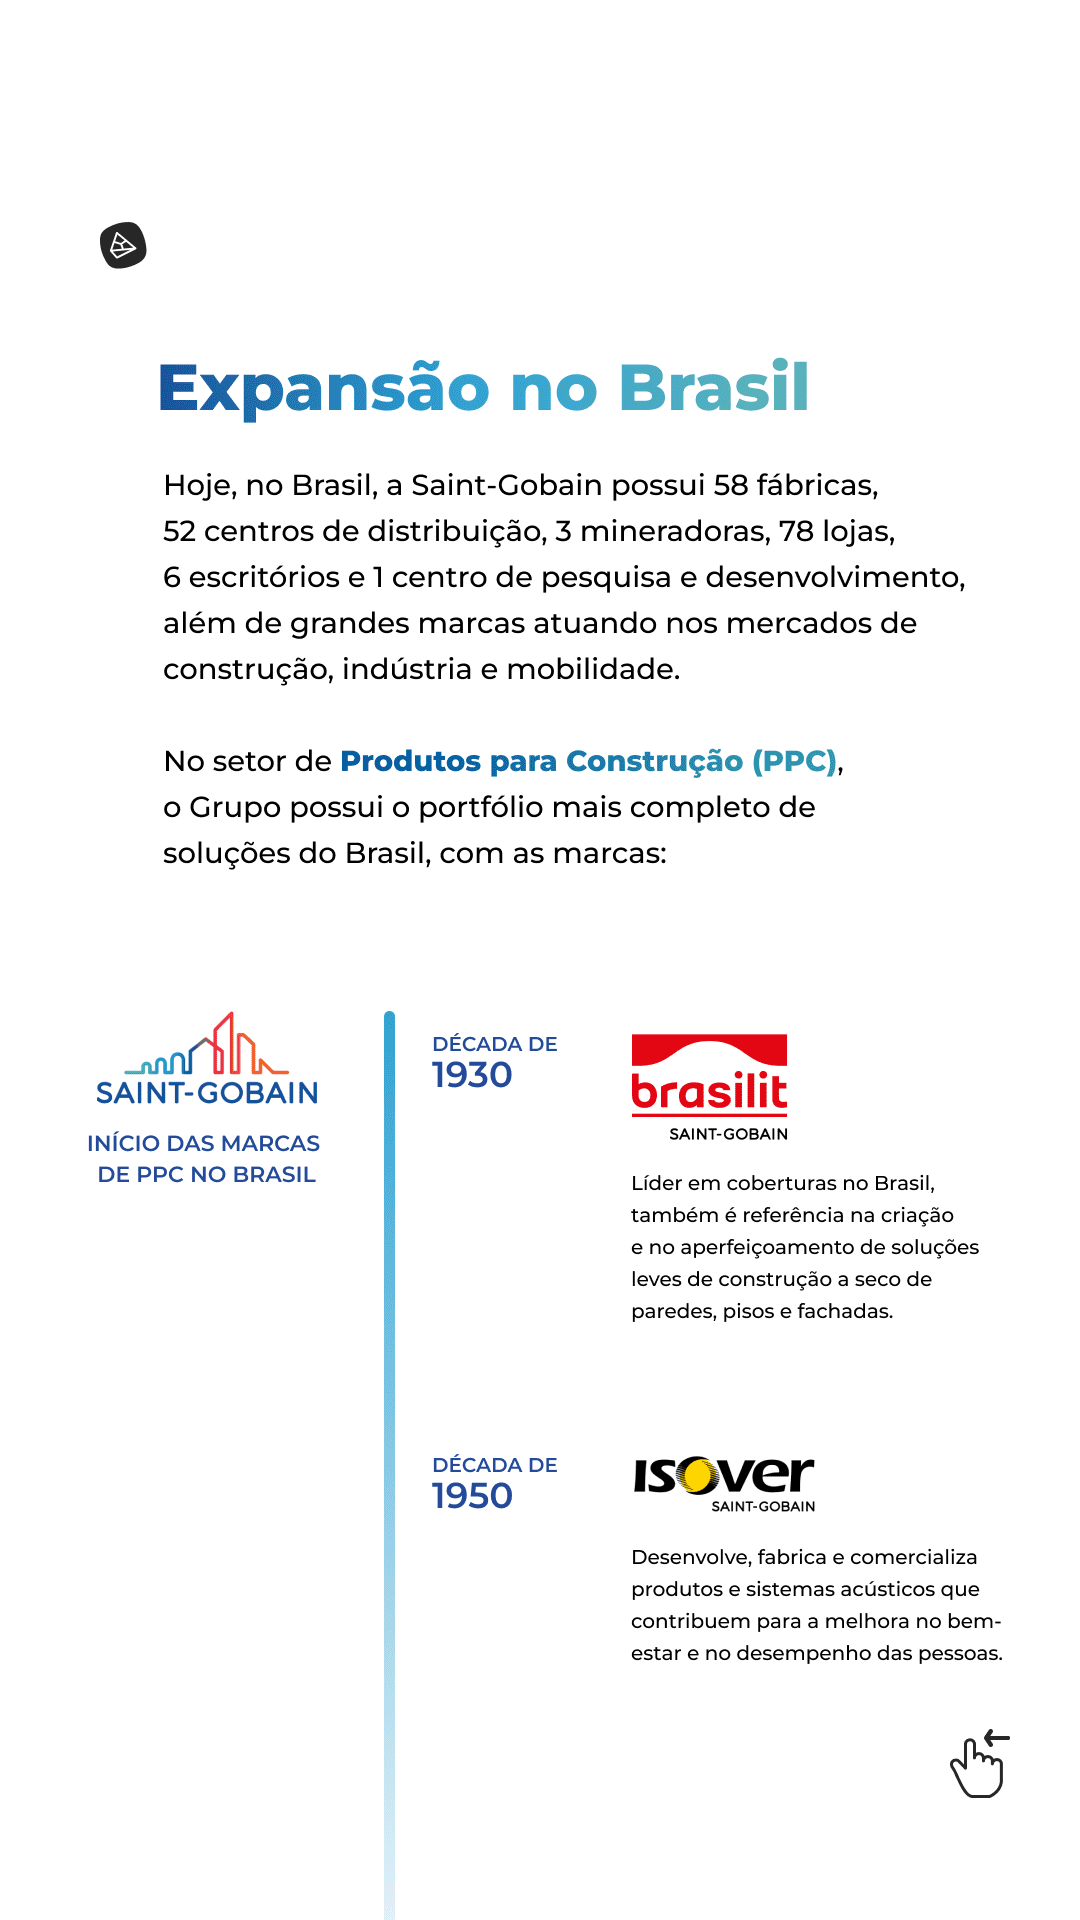 Expansão no Brasil
Hoje, no Brasil, a Saint-Gobain possui 58 fábricas,
52 centros de distribuição, 3 mineradoras, 78 lojas,
6 escritórios e 1 centro de pesquisa e desenvolvimento,
além de grandes marcas atuando nos mercados de
construção, indústria e mobilidade.
No setor de Produtos para Construção (PPC),
o Grupo possui o portfólio mais completo de
soluções do Brasil, com as marcas:
SAINT-GOBAIN
INÍCIO DAS MARCAS
DE PPC NO BRASIL
DÉCADA DE
1930
brasilit
SAINT-GOBAIN
Líder em coberturas no Brasil,
também é referência na criação
e no aperfeiçoamento de soluções
leves de construção a seco de
paredes, pisos e fachadas.
DÉCADA DE
1950
ISOVER
SAINT-GOBAIN
Desenvolve, fabrica e comercializa
produtos e sistemas acústicos que
contribuem para a melhora no bem-
estar e no desempenho das pessoas.